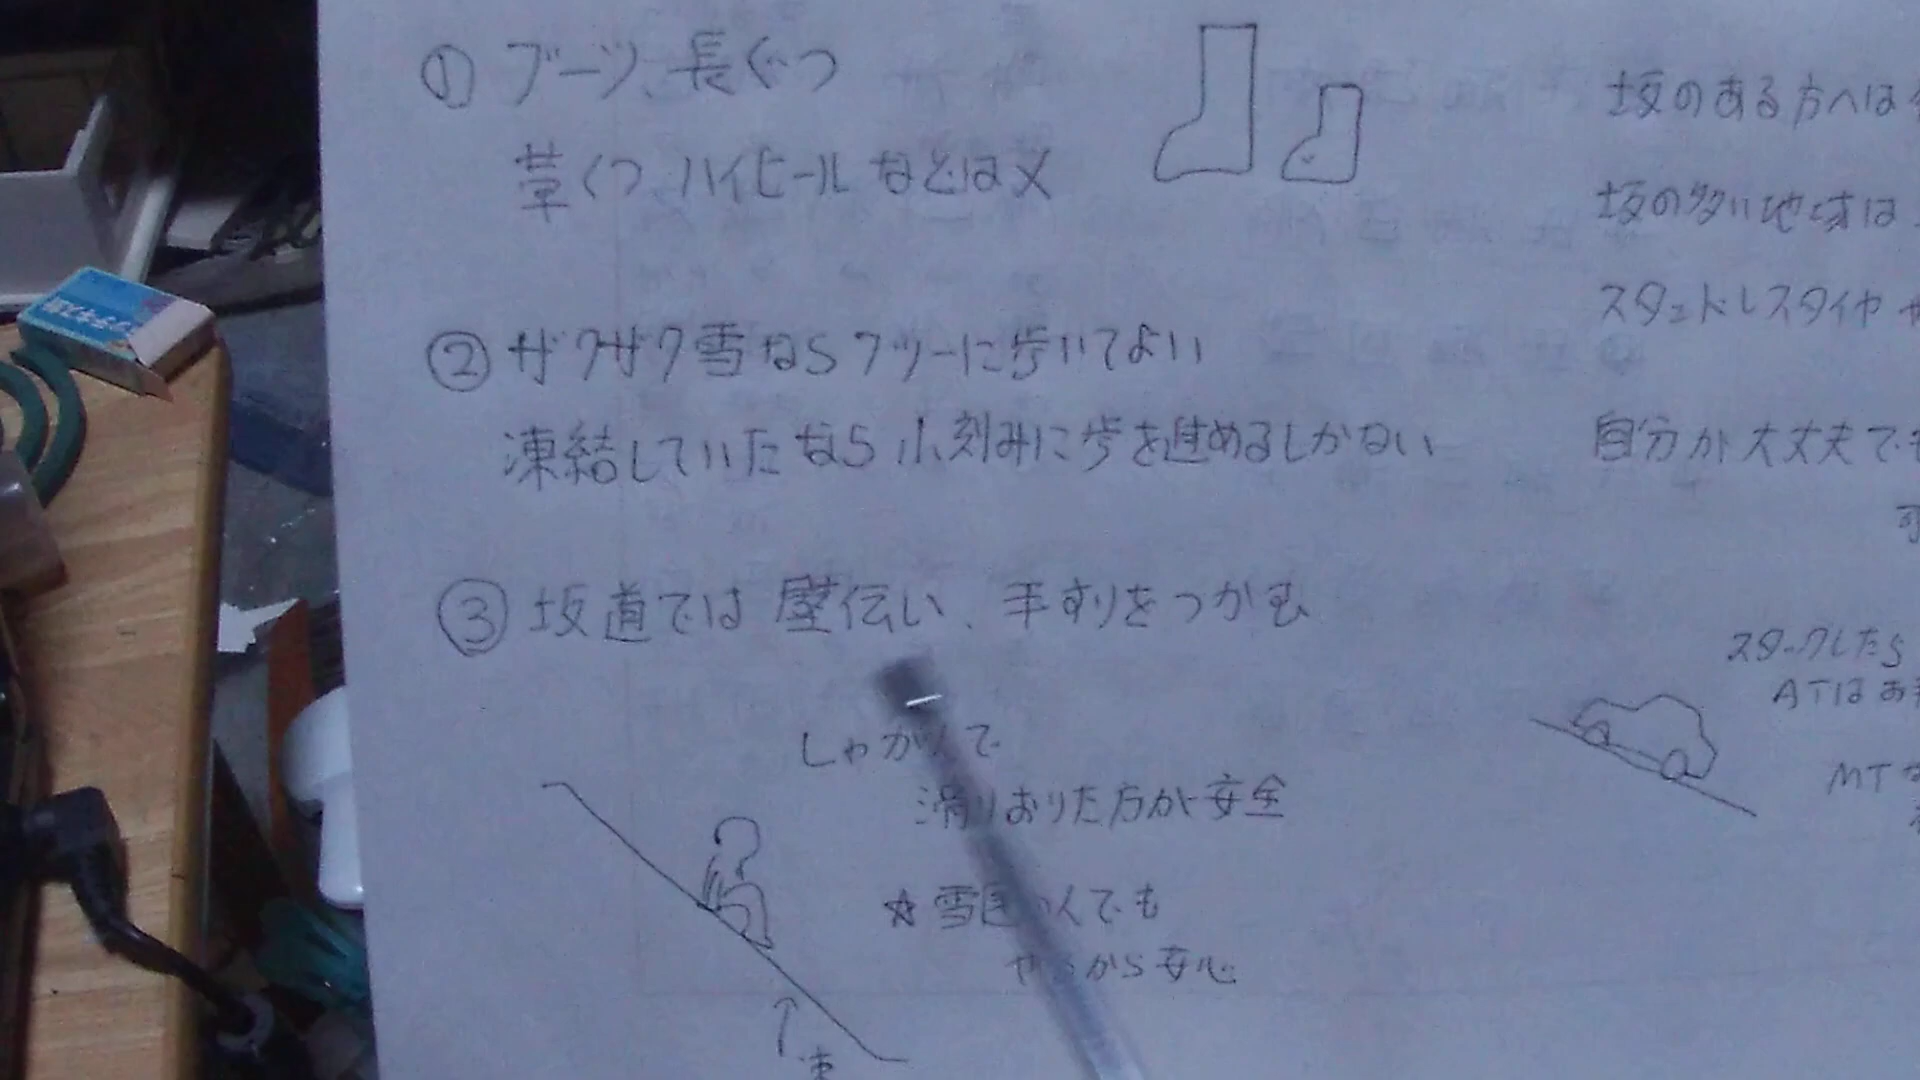 ① ブーツ、長ぐつ
革ぐつ、ハイヒールなどは✕
② ザクザク雪ならフツーに歩いてよい
凍結していたなら小刻みに歩を進めるしかない
③ 坂道では壁伝い、手すりをつかむ
しゃがんで
滑りおりた方が安全
☆雪国の人でも
やるから安心
坂のある方へは
坂の多い地域は
スタッドレスタイヤ
自分が大丈夫でも
スタックしたら
ATはお
MT